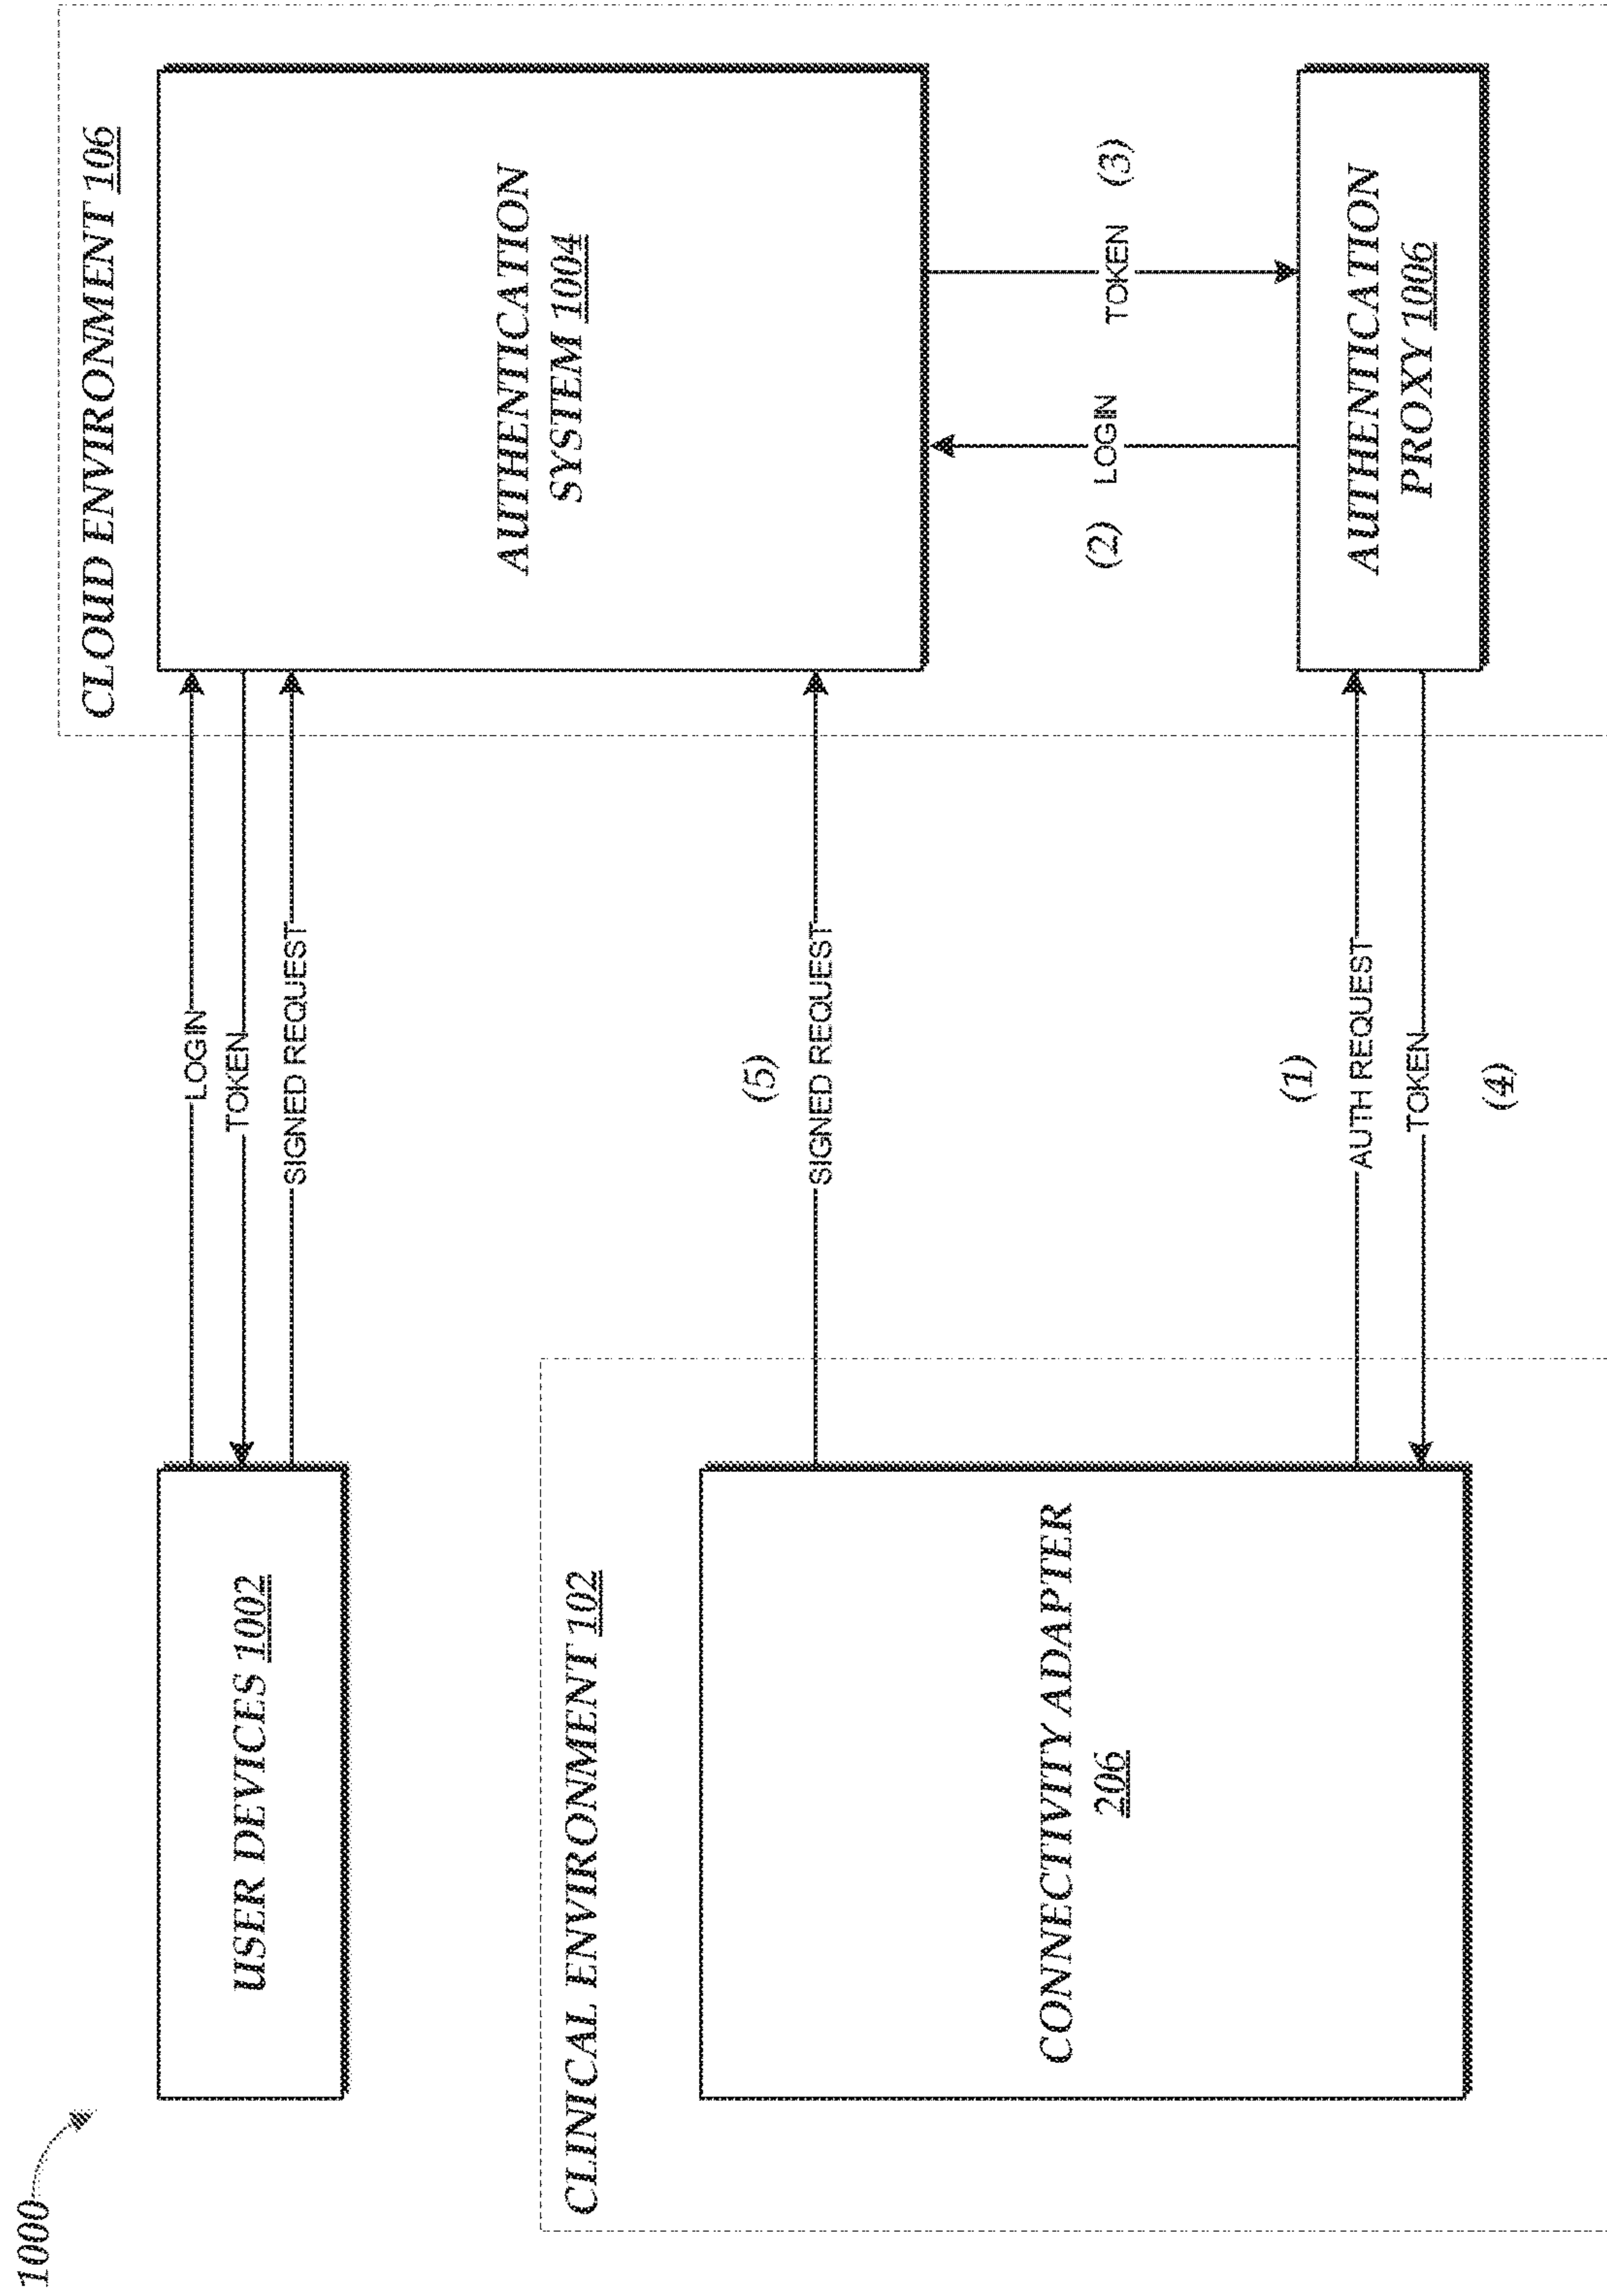 1000
CLOUD ENVIRONMENT 106
USER DEVICES 1002
LOGIN
TOKEN
SIGNED REQUEST
AUTHENTICATION
SYSTEM 1004
CLINICAL ENVIRONMENT 102
CONNECTIVITY ADAPTER
206
(5)
SIGNED REQUEST
(2)
LOGIN
TOKEN
(3)
(1)
AUTH REQUEST
TOKEN
(4)
AUTHENTICATION
PROXY 1006